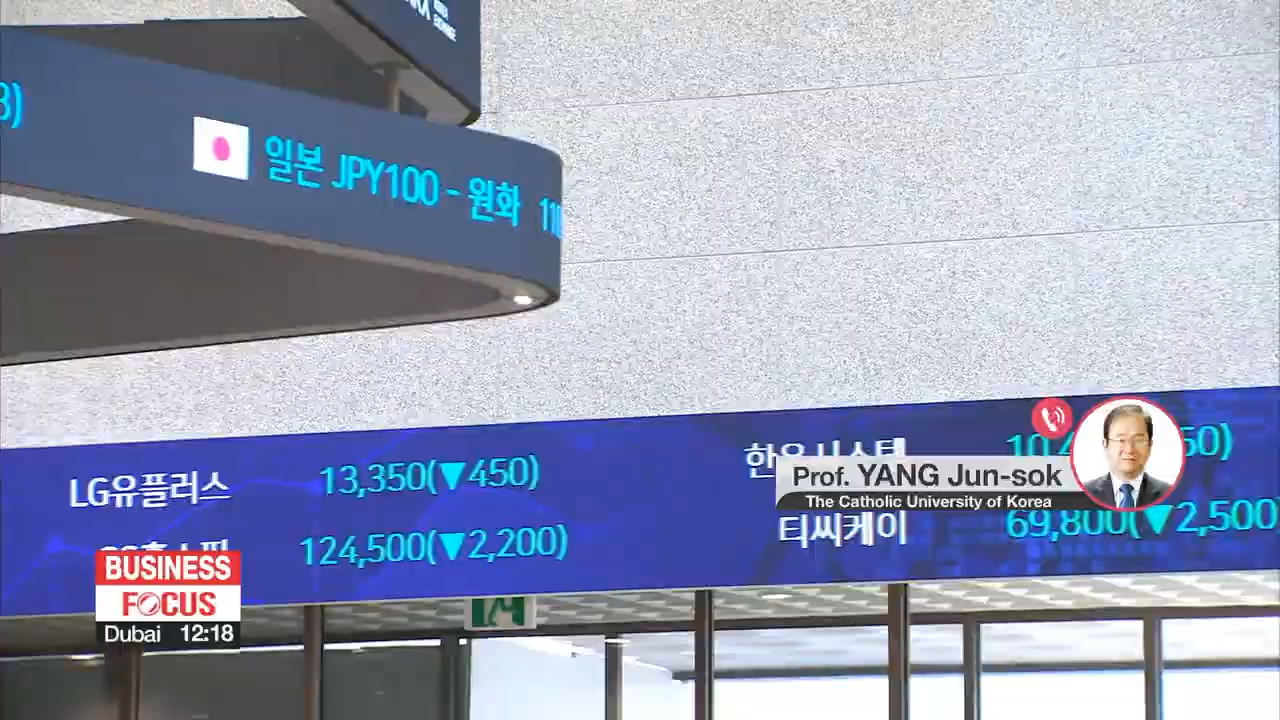 3)
일본 JPY100 - 원화
LG유플러스 13,350(▼450)
124,500(▼2,200)
티씨케이 69,800(▼2,500
Prof. YANG Jun-sok
The Catholic University of Korea
BUSINESS
FOCUS
Dubai 12:18